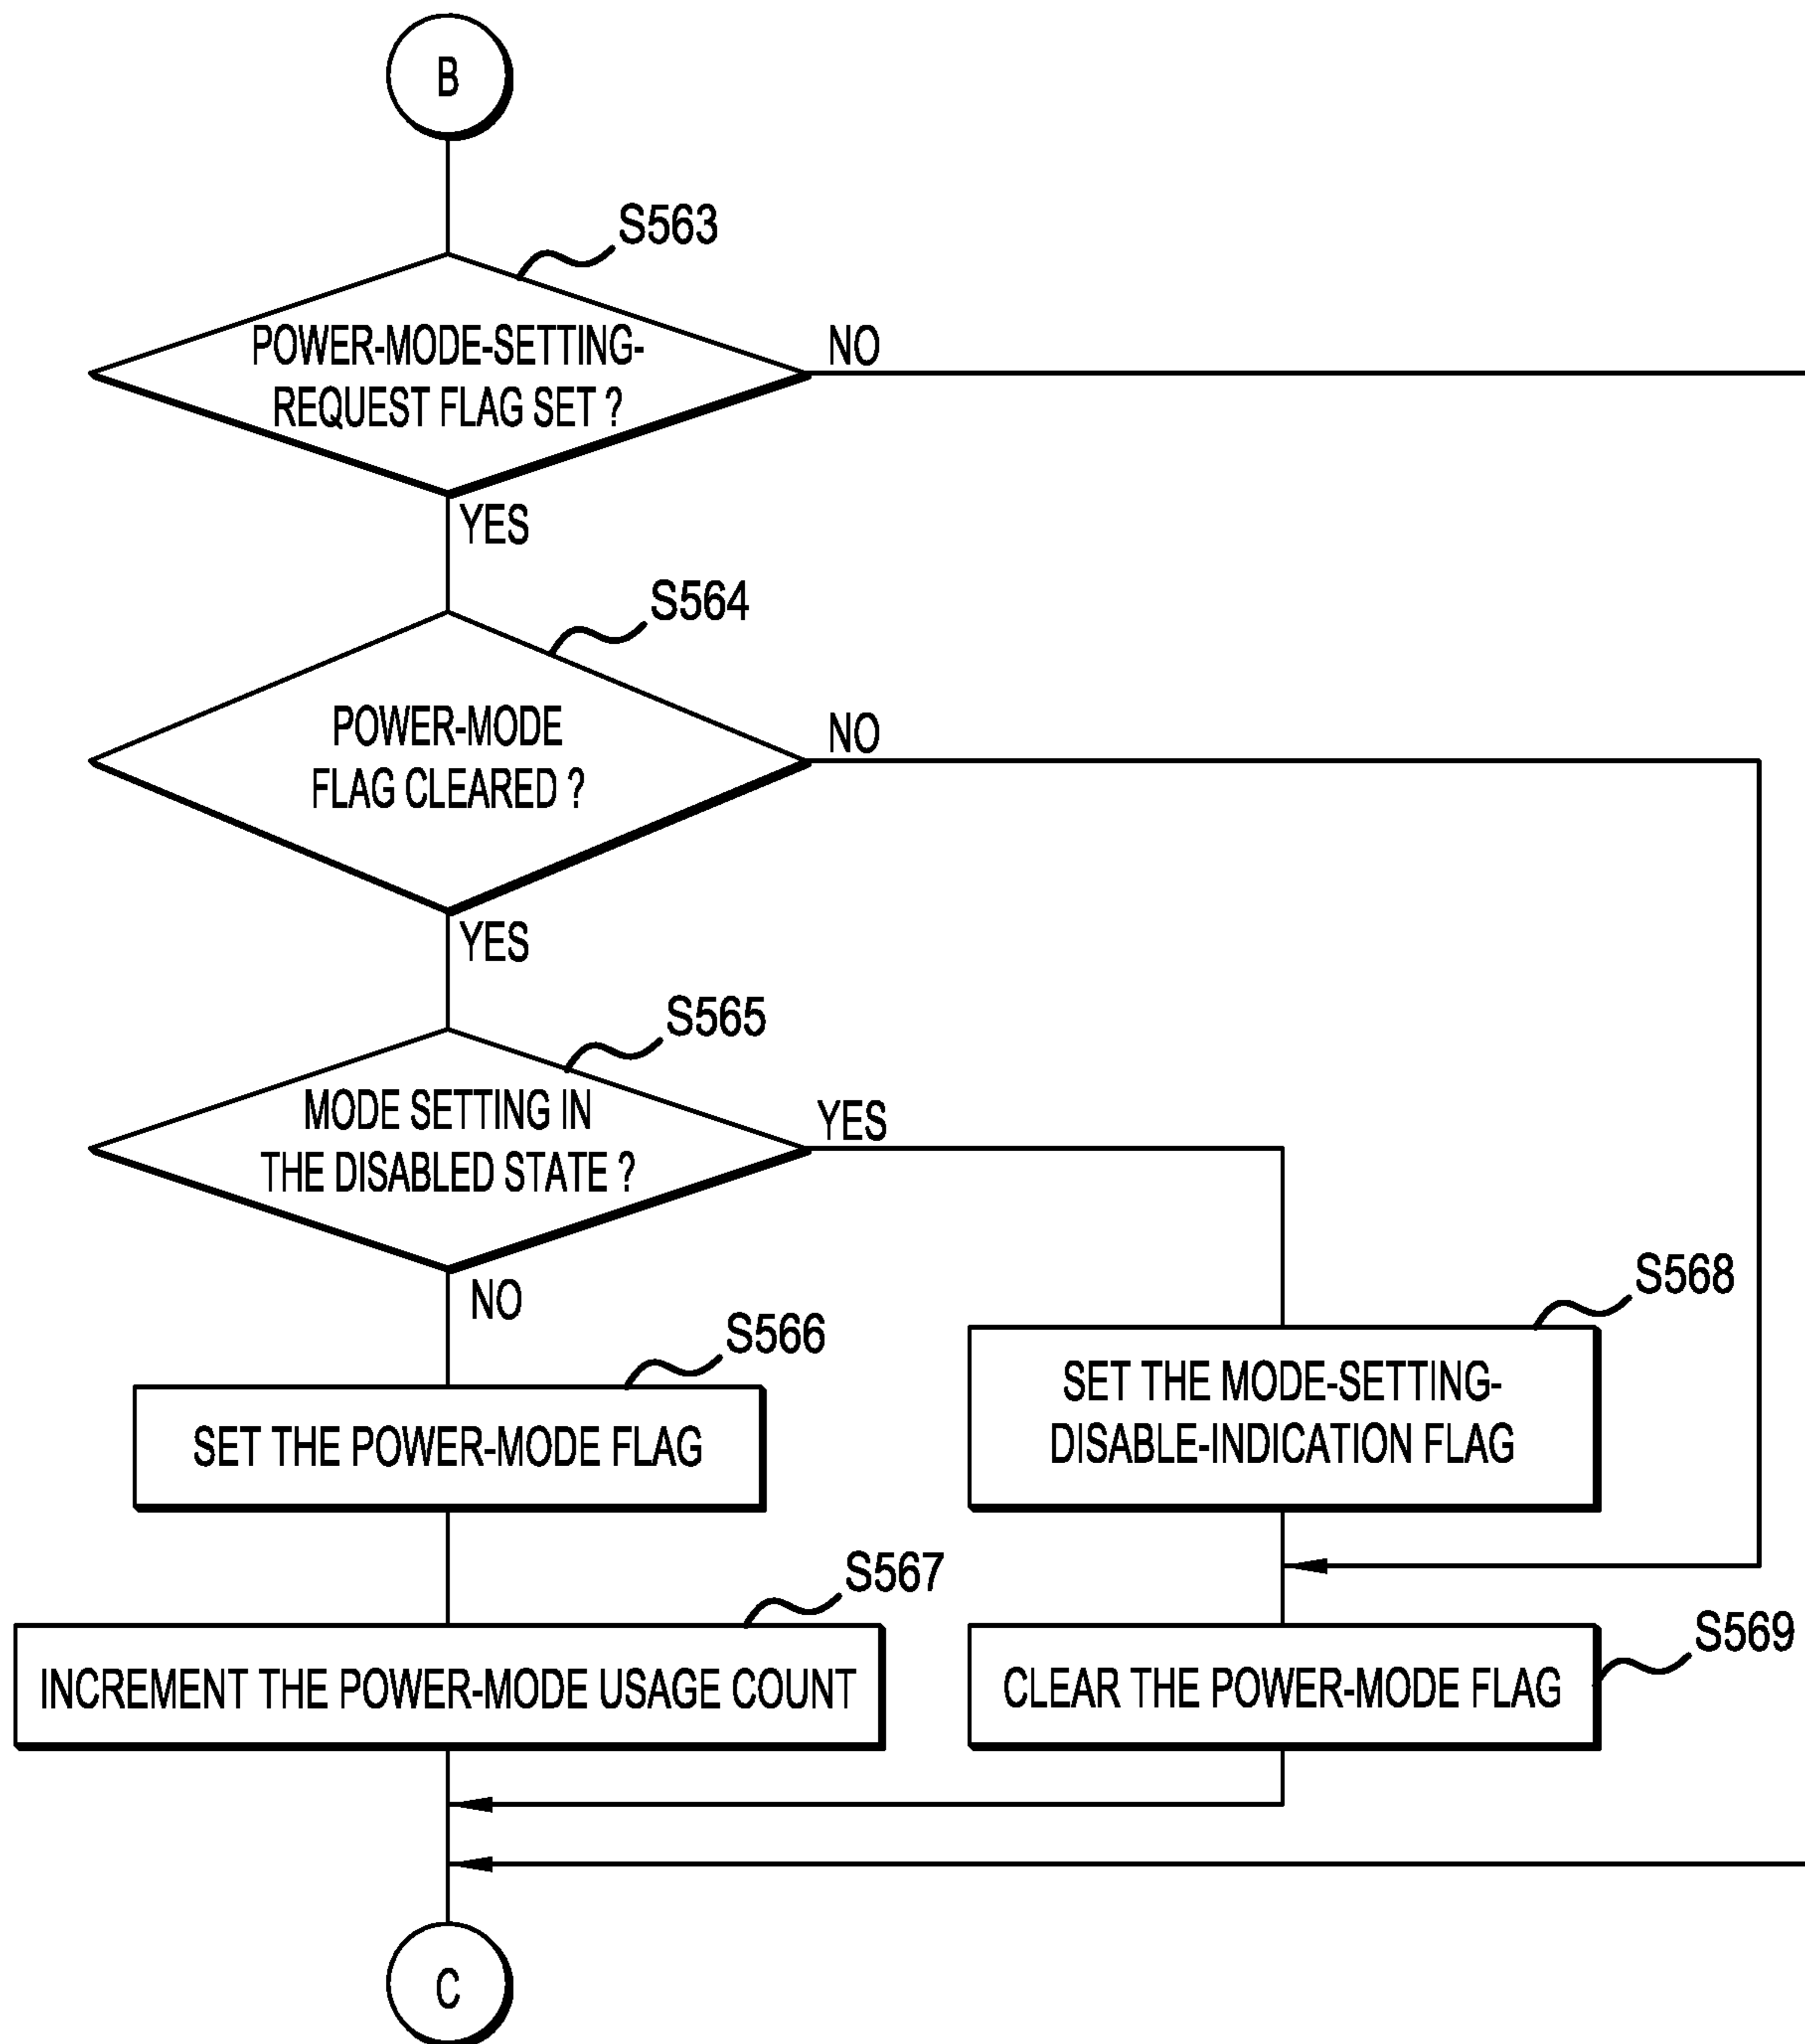 B
S563
POWER-MODE-SETTING-
REQUEST FLAG SET ?
NO
YES
S564
POWER-MODE
FLAG CLEARED ?
NO
YES
S565
MODE SETTING IN
THE DISABLED STATE ?
YES
NO
S566
SET THE POWER-MODE FLAG
S568
SET THE MODE-SETTING-
DISABLE-INDICATION FLAG
S567
INCREMENT THE POWER-MODE USAGE COUNT
S569
CLEAR THE POWER-MODE FLAG
C